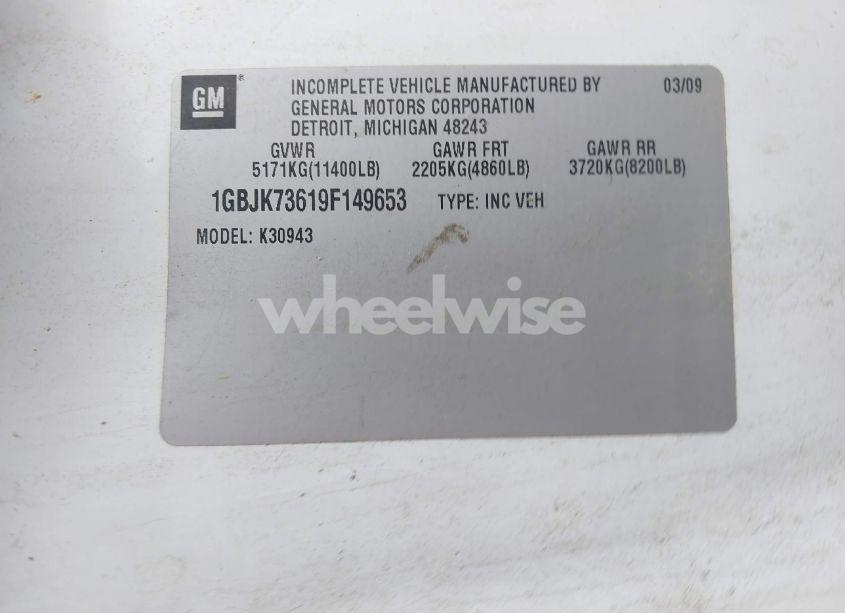 GM ®
INCOMPLETE VEHICLE MANUFACTURED BY 03/09
GENERAL MOTORS CORPORATION
DETROIT, MICHIGAN 48243
GVWR GAWR FRT GAWR RR
5171KG(11400LB) 2205KG(4860LB) 3720KG(8200LB)
1GBJK73619F149653 TYPE: INC VEH
MODEL: K30943
wheelwise